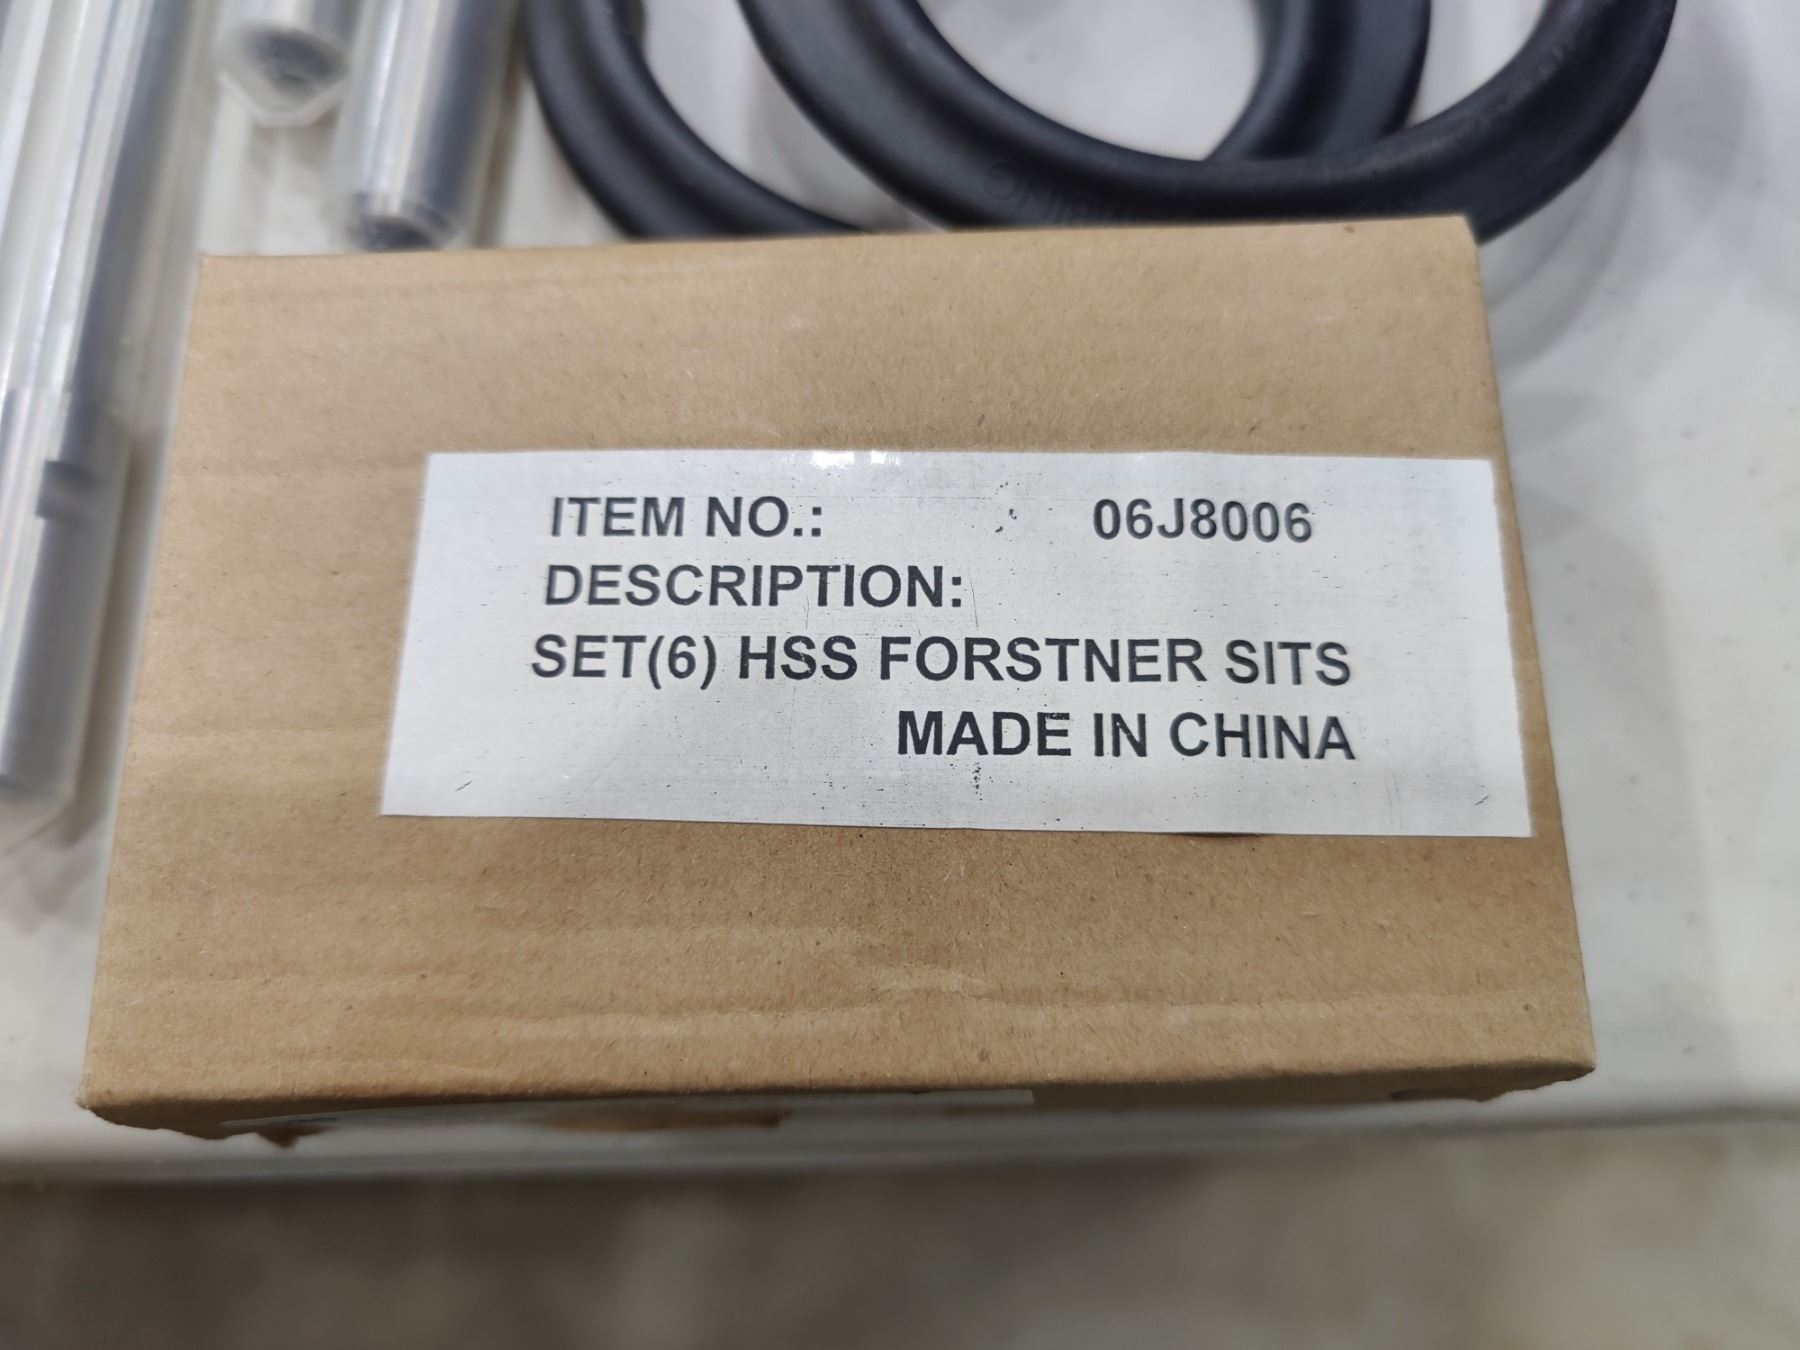 ITEM NO.: 06J8006
DESCRIPTION:
SET(6) HSS FORSTNER SITS
MADE IN CHINA